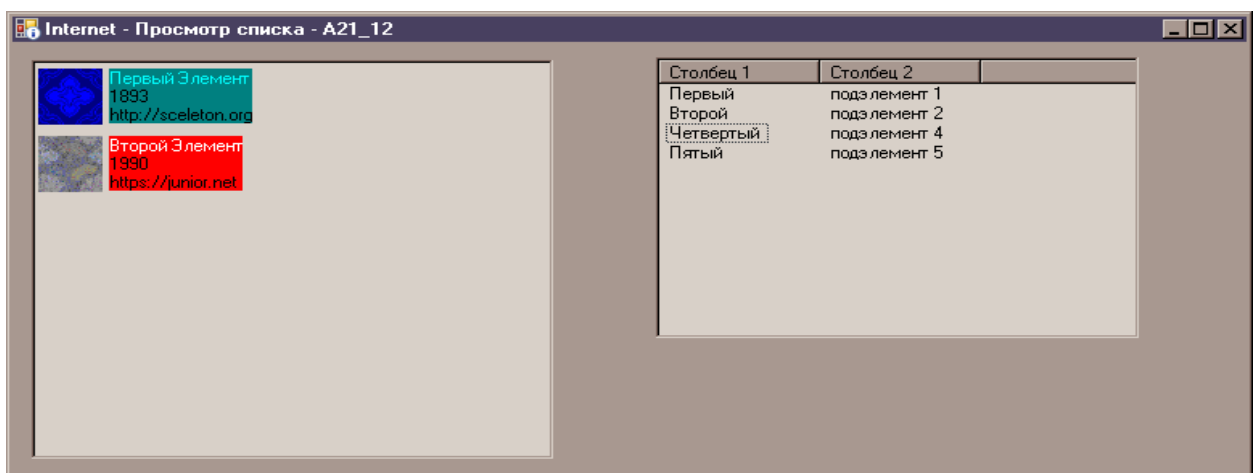 Internet - Просмотр списка - A21_12
Первый Элемент
1893
http://sceleton.org
Второй Элемент
1990
https://junior.net
Столбец 1 Столбец 2
Первый подэлемент 1
Второй подэлемент 2
Четвертый подэлемент 4
Пятый подэлемент 5